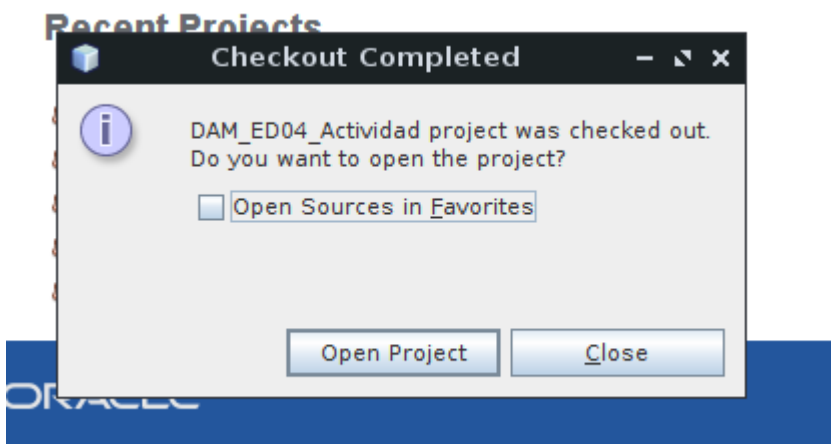 Recent Projects
Checkout Completed
DAM_ED04_Actividad project was checked out.
Do you want to open the project?
Open Sources in Favorites
Open Project
Close